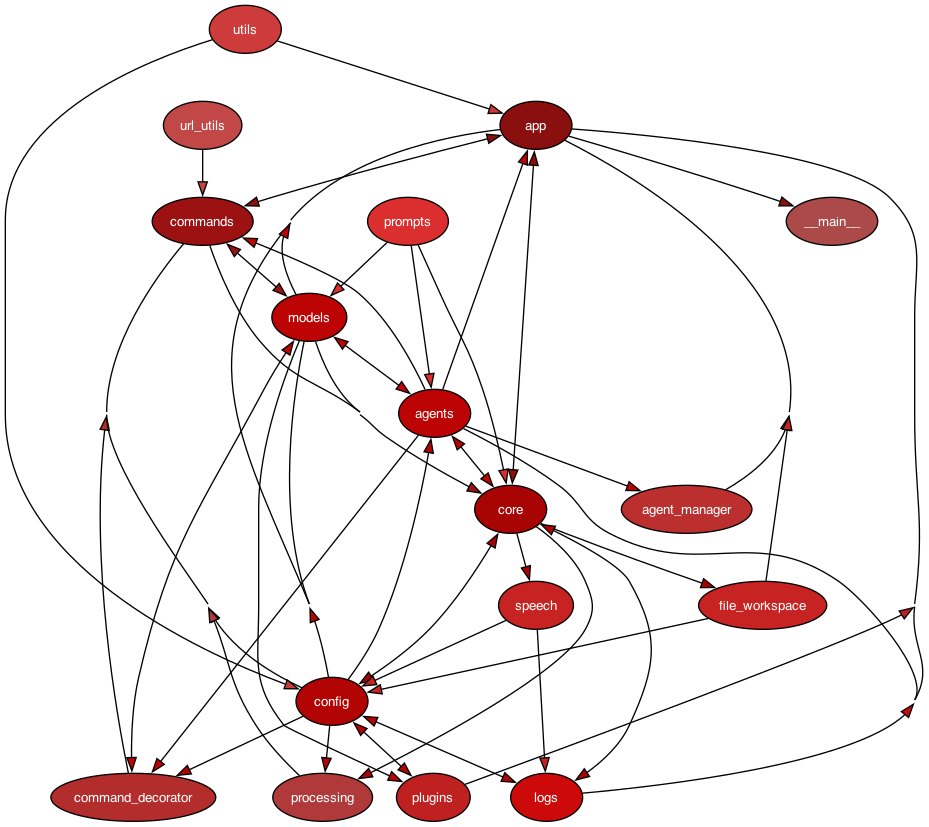 utils
url_utils
app
commands
prompts
__main__
models
agents
core
agent_manager
speech
file_workspace
config
command_decorator
processing
plugins
logs